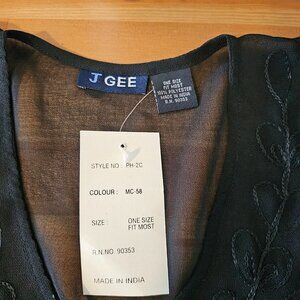 J GEE
ONE SIZE
FIT MOST
100% POLYESTER
MADE IN INDIA
R.N. 90353
STYLE NO.: PH-2C
COLOUR : MC-58
SIZE : ONE SIZE
FIT MOST
R.N.NO. 90353
MADE IN INDIA